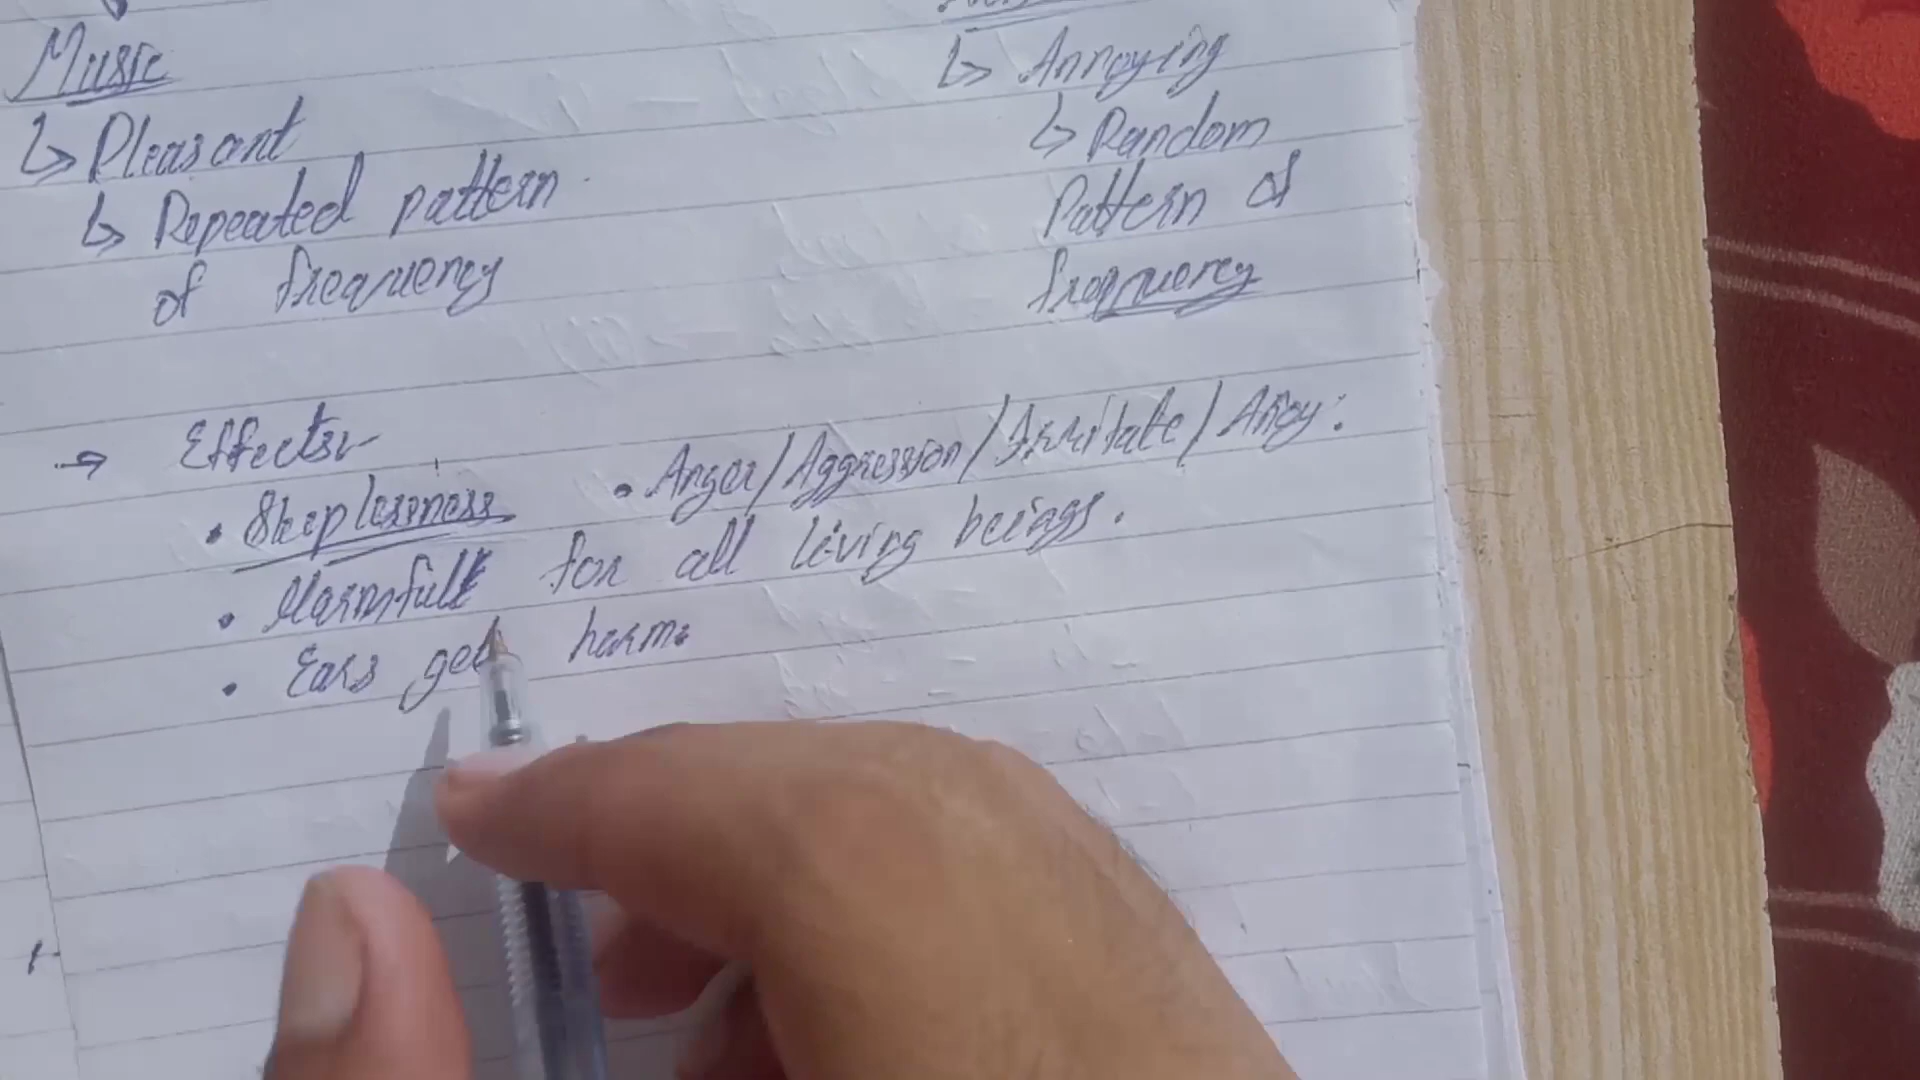 Music
↳ Pleasant
↳ Repeated pattern
of frequency
↳ Annoying
↳ Random
Pattern of
frequency
→ Effects:-
• Sleeplessness
• Anger/Aggression/Irritate/Annoy.
• Harmfull for all living beings.
• Ears get harm.